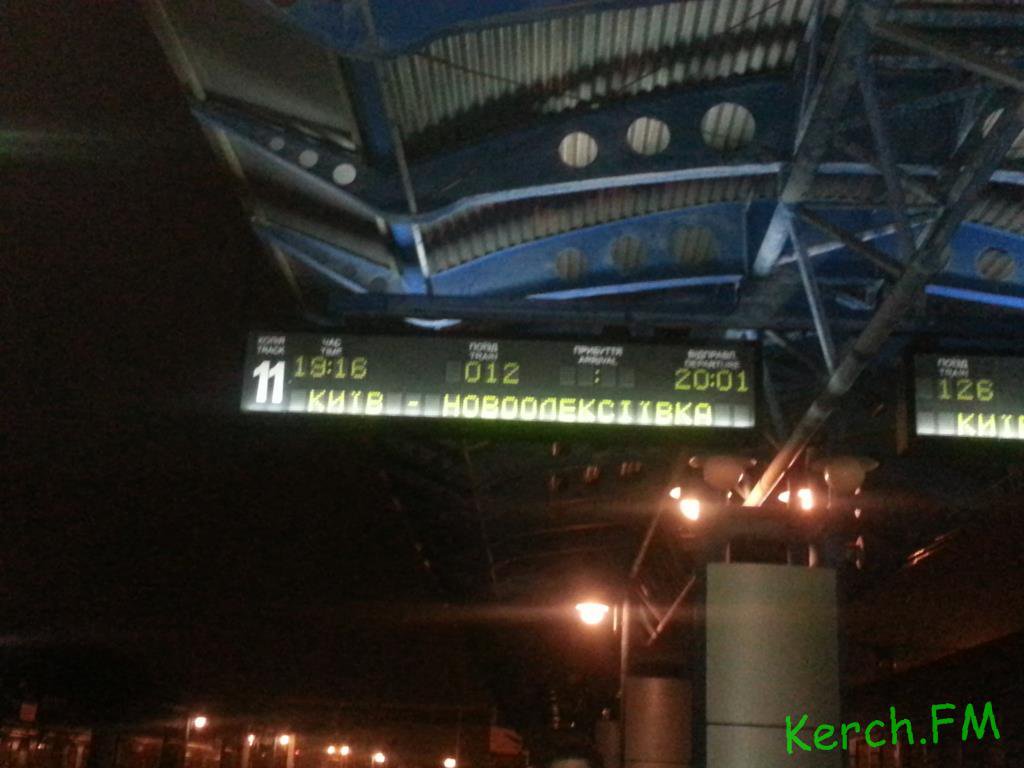 КОЛІЯ ЧАС ПОЇЗД ПРИБУТТЯ ВІДПРАВЛ.
TRACK TIME TRAIN ARRIVAL DEPARTURE
11 19:16 012 : 20:01
КИЇВ - НОВООЛЕКСІЇВКА
ПОЇЗД
TRAIN
126
КИЇВ
Kerch.FM